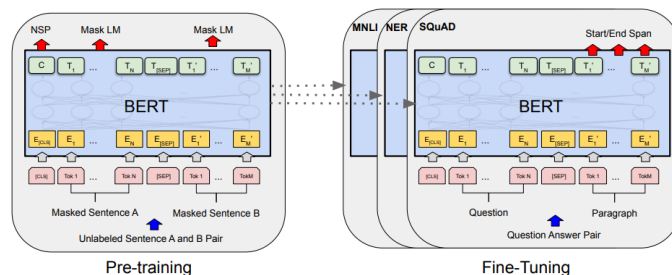 NSP Mask LM Mask LM
C T1 ... TN T[SEP] T1' ... TM'
BERT
E[CLS] E1 ... EN E[SEP] E1' ... EM'
[CLS] Tok 1 ... Tok N [SEP] Tok 1 ... TokM
Masked Sentence A Masked Sentence B
Unlabeled Sentence A and B Pair
Pre-training
MNLI NER SQuAD
Start/End Span
C T1 ... TN T[SEP] T1' ... TM'
BERT
E[CLS] E1 ... EN E[SEP] E1' ... EM'
[CLS] Tok 1 ... Tok N [SEP] Tok 1 ... TokM
Question Paragraph
Question Answer Pair
Fine-Tuning